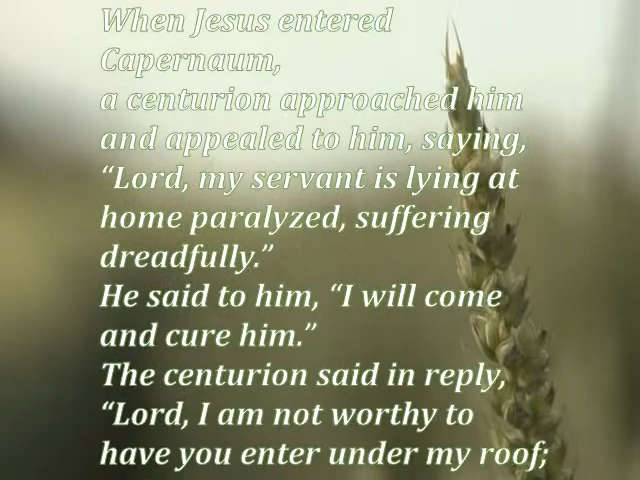 When Jesus entered
Capernaum,
a centurion approached him
and appealed to him, saying,
“Lord, my servant is lying at
home paralyzed, suffering
dreadfully.”
He said to him, “I will come
and cure him.”
The centurion said in reply,
“Lord, I am not worthy to
have you enter under my roof;